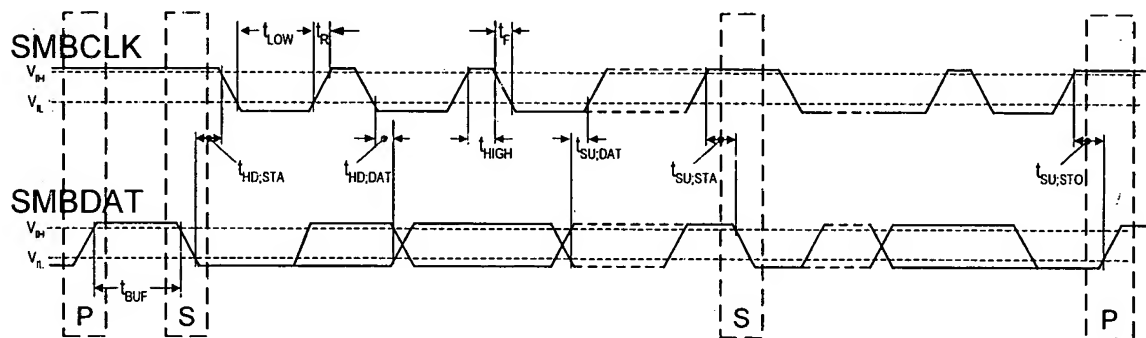 t_LOW t_R t_F
SMBCLK
V_IH
V_IL
t_HD;STA t_HD;DAT t_HIGH t_SU;DAT t_SU;STA t_SU;STO
SMBDAT
V_IH
V_IL
t_BUF
P S S P